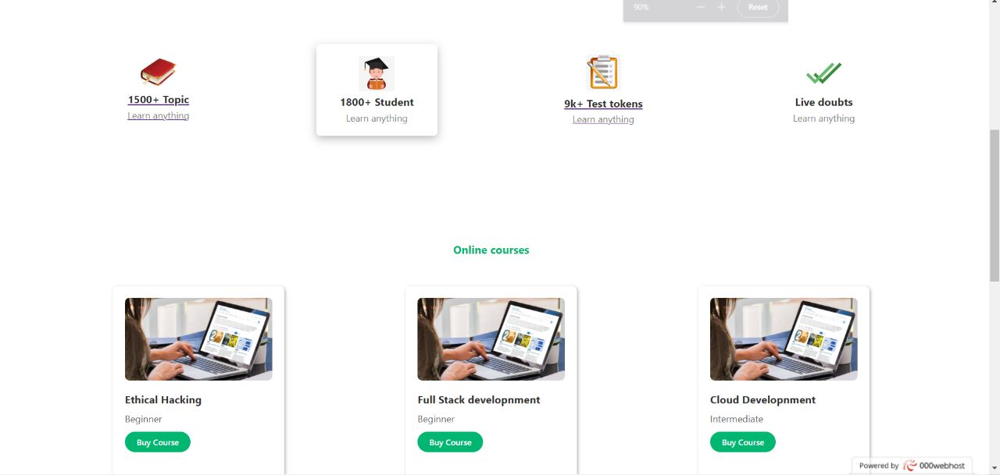 90%
Reset
1500+ Topic
Learn anything
1800+ Student
Learn anything
9k+ Test tokens
Learn anything
Live doubts
Learn anything
Online courses
Ethical Hacking
Beginner
Buy Course
Full Stack developnment
Beginner
Buy Course
Cloud Developnment
Intermediate
Buy Course
Powered by 000webhost